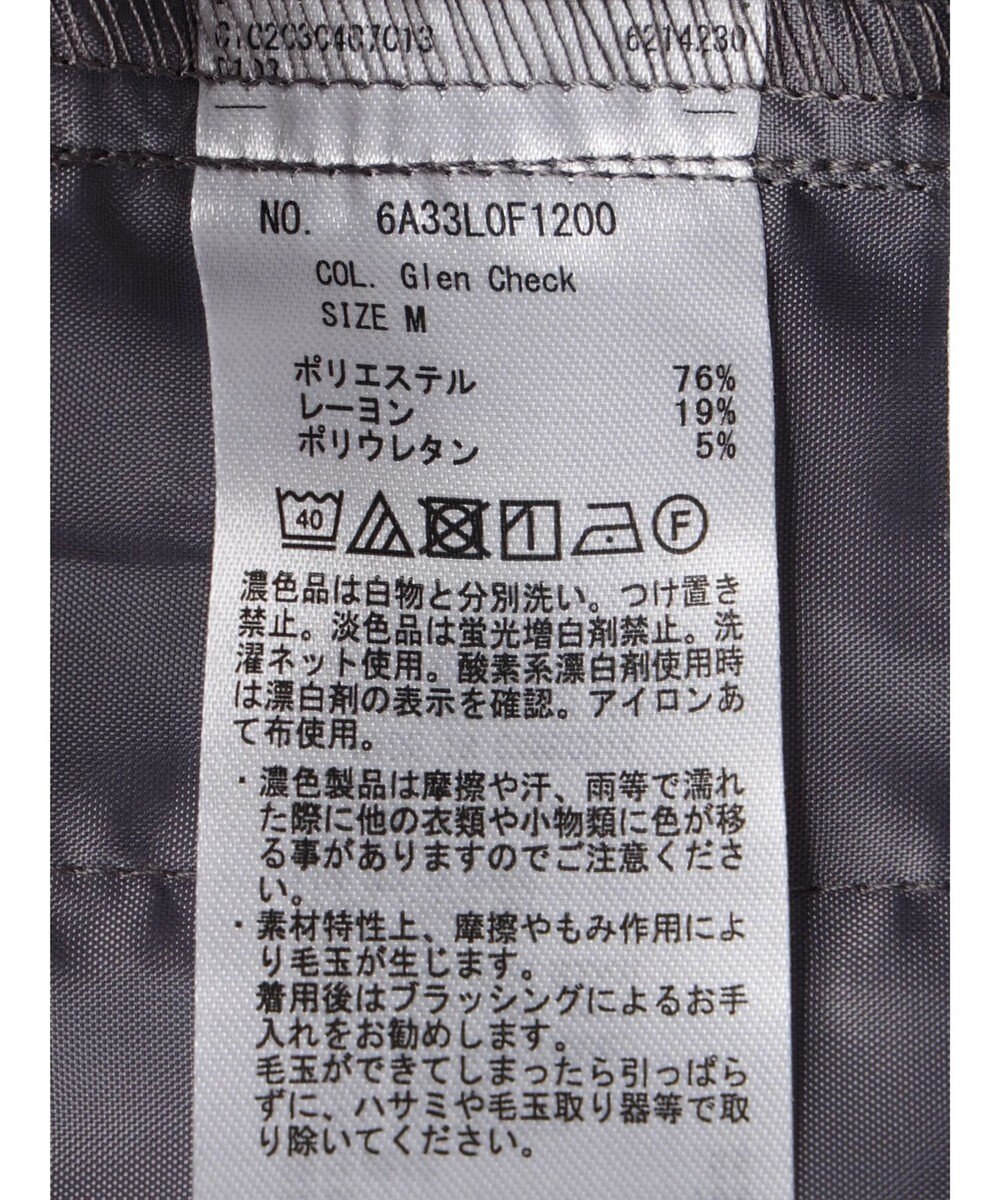 C1C2C3C4C7C13 6214230
NO. 6A33L0F1200
COL. Glen Check
SIZE M
ポリエステル 76%
レーヨン 19%
ポリウレタン 5%
40 F
濃色品は白物と分別洗い。つけ置き
禁止。淡色品は蛍光増白剤禁止。洗
濯ネット使用。酸素系漂白剤使用時
は漂白剤の表示を確認。アイロンあ
て布使用。
・濃色製品は摩擦や汗、雨等で濡れ
た際に他の衣類や小物類に色が移
る事がありますのでご注意くださ
い。
・素材特性上、摩擦やもみ作用によ
り毛玉が生じます。
着用後はブラッシングによるお手
入れをお勧めします。
毛玉ができてしまったら引っぱら
ずに、ハサミや毛玉取り器等で取
り除いてください。